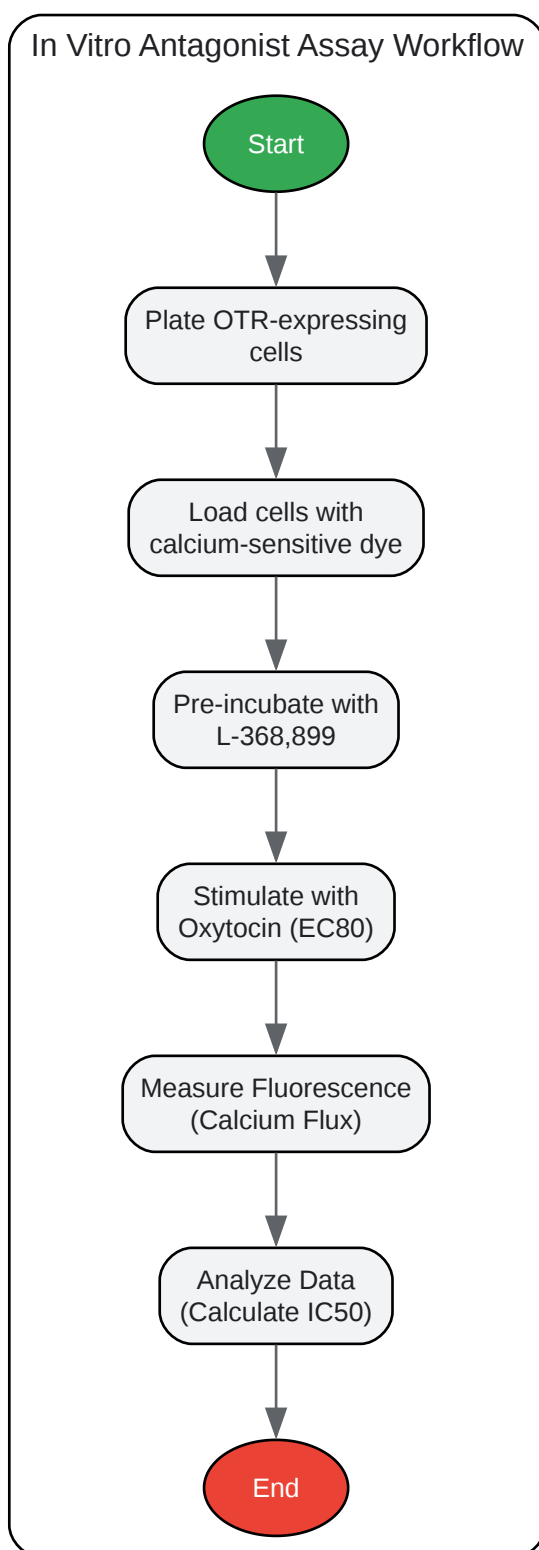 In Vitro Antagonist Assay Workflow
Start
Plate OTR-expressing
cells
Load cells with
calcium-sensitive dye
Pre-incubate with
L-368,899
Stimulate with
Oxytocin (EC80)
Measure Fluorescence
(Calcium Flux)
Analyze Data
(Calculate IC50)
End